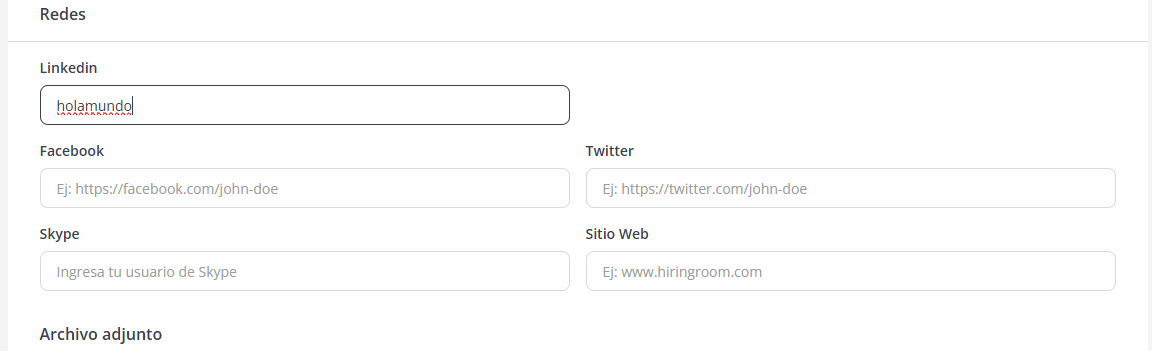 Redes
Linkedin
holamundo
Facebook
Twitter
Ej: https://facebook.com/john-doe
Ej: https://twitter.com/john-doe
Skype
Sitio Web
Ingresa tu usuario de Skype
Ej: www.hiringroom.com
Archivo adjunto